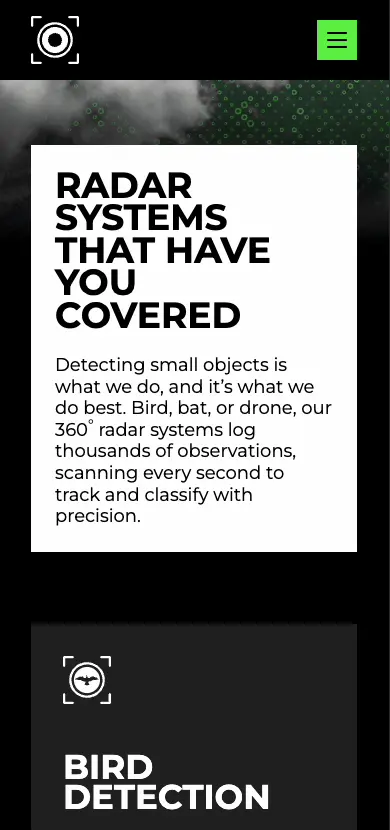 RADAR
SYSTEMS
THAT HAVE
YOU
COVERED
Detecting small objects is
what we do, and it’s what we
do best. Bird, bat, or drone, our
360° radar systems log
thousands of observations,
scanning every second to
track and classify with
precision.
BIRD
DETECTION